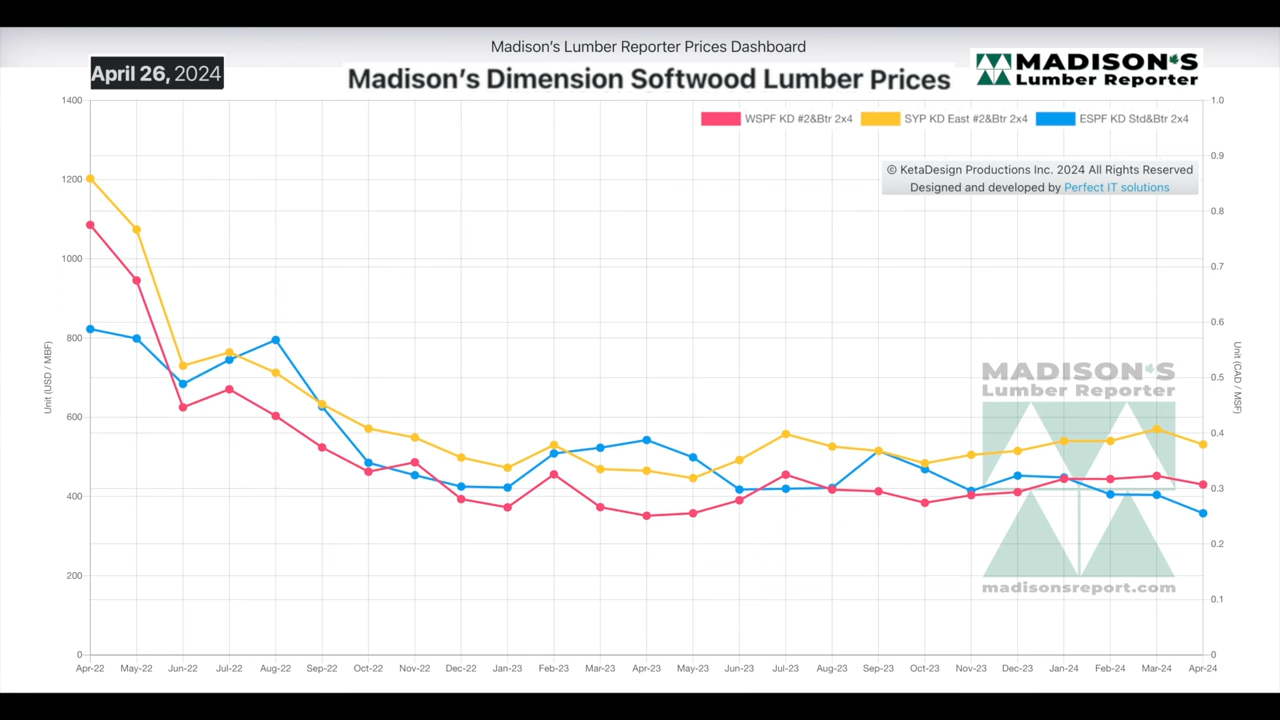 Madison's Lumber Reporter Prices Dashboard
April 26, 2024
Madison's Dimension Softwood Lumber Prices
MADISON'S
Lumber Reporter
1400
1.0
WSPF KD #2&Btr 2x4
SYP KD East #2&Btr 2x4
ESPF KD Std&Btr 2x4
0.9
© KetaDesign Productions Inc. 2024 All Rights Reserved
Designed and developed by Perfect IT solutions
1200
0.8
1000
0.7
800
0.6
Unit (USD / MBF)
Unit (CAD / MSF)
MADISON'S
Lumber Reporter
0.5
600
0.4
400
0.3
0.2
200
madisonsreport.com
0.1
0
0
Apr-22 May-22 Jun-22 Jul-22 Aug-22 Sep-22 Oct-22 Nov-22 Dec-22 Jan-23 Feb-23 Mar-23 Apr-23 May-23 Jun-23 Jul-23 Aug-23 Sep-23 Oct-23 Nov-23 Dec-23 Jan-24 Feb-24 Mar-24 Apr-24